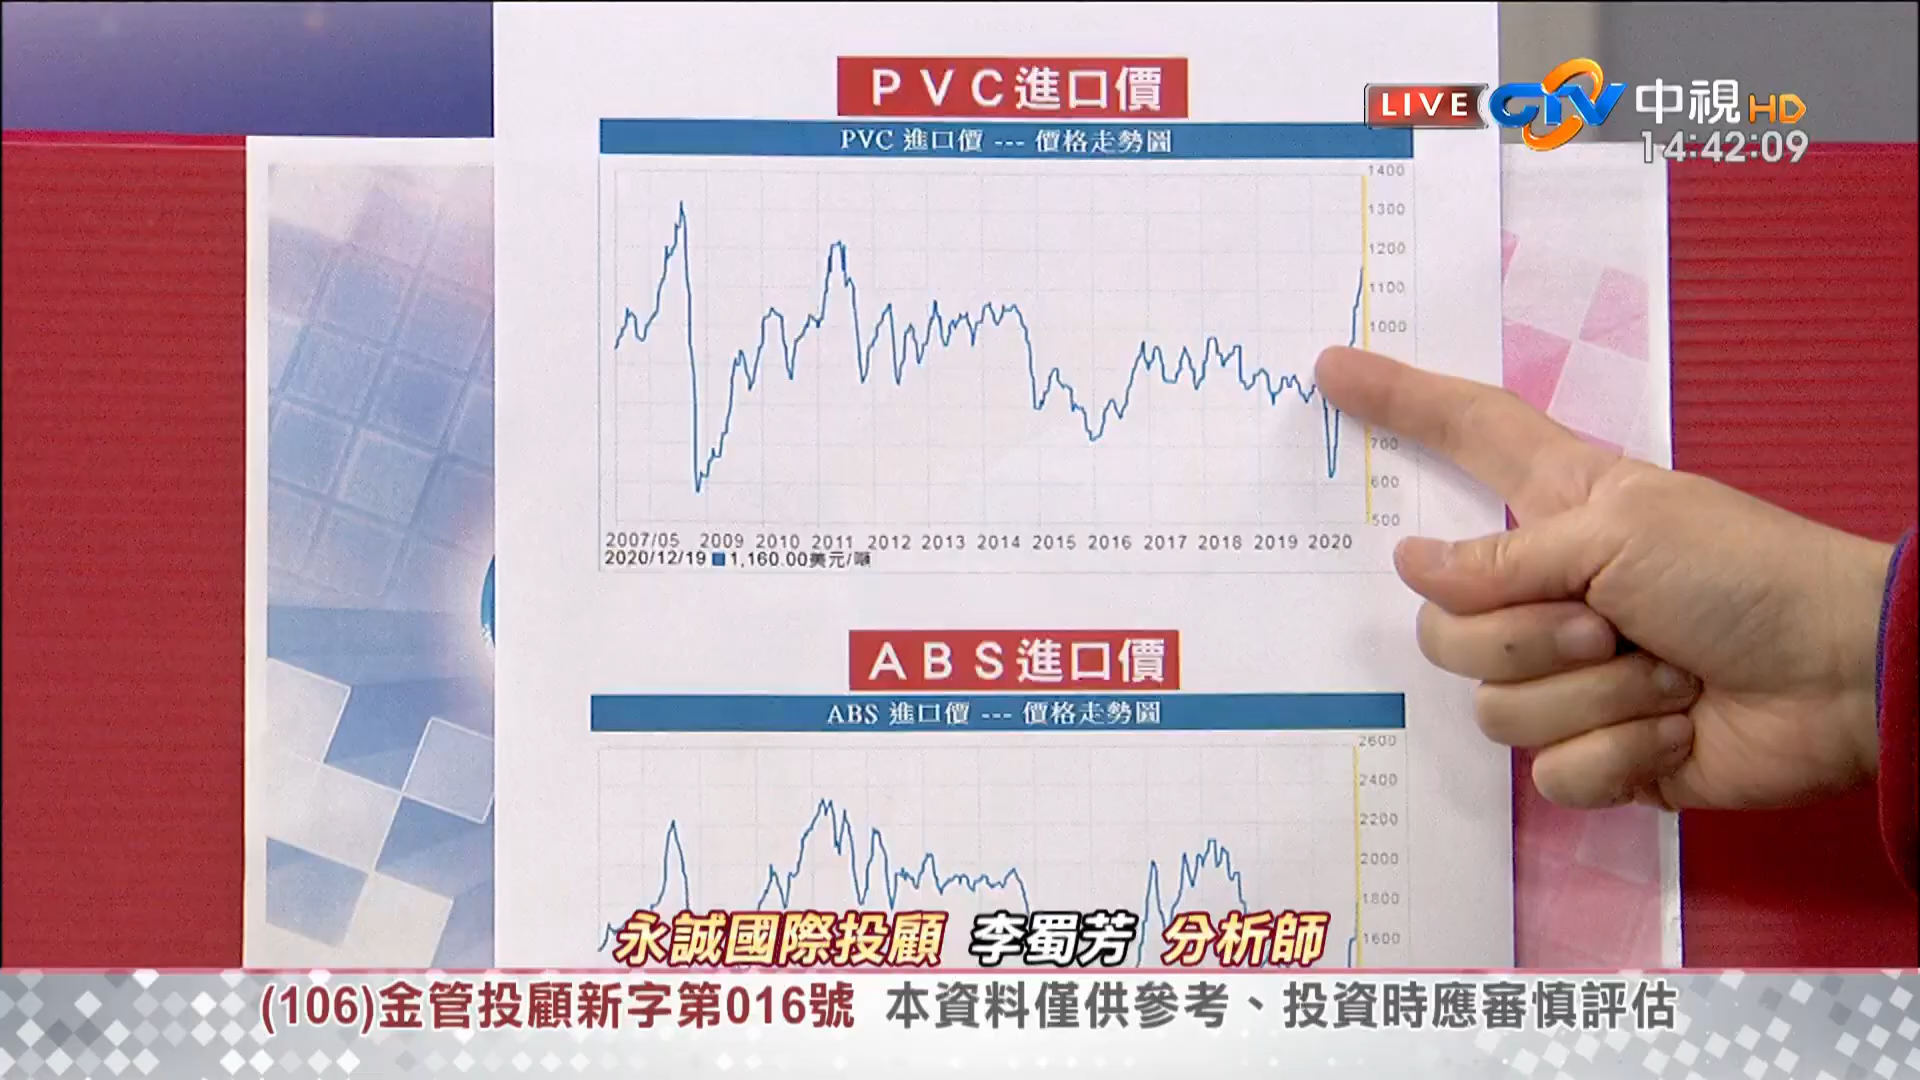 PVC進口價
PVC 進口價 --- 價格走勢圖
LIVE CTV 中視 HD
14:42:09
1400
1300
1200
1100
1000
700
600
500
2007/05 2009 2010 2011 2012 2013 2014 2015 2016 2017 2018 2019 2020
2020/12/19 1,160.00美元/噸
ABS進口價
ABS 進口價 --- 價格走勢圖
2600
2400
2200
2000
1800
1600
永誠國際投顧 李蜀芳 分析師
(106)金管投顧新字第016號 本資料僅供參考、投資時應審慎評估